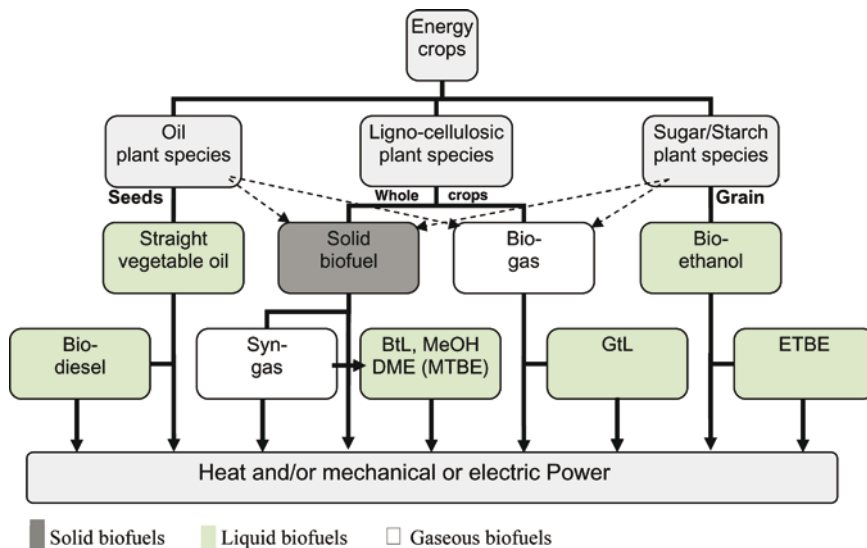 Energy
crops
Oil
plant species
Ligno-cellulosic
plant species
Sugar/Starch
plant species
Seeds
Whole crops
Grain
Straight
vegetable oil
Solid
biofuel
Bio-
gas
Bio-
ethanol
Bio-
diesel
Syn-
gas
BtL, MeOH
DME (MTBE)
GtL
ETBE
Heat and/or mechanical or electric Power
Solid biofuels
Liquid biofuels
Gaseous biofuels